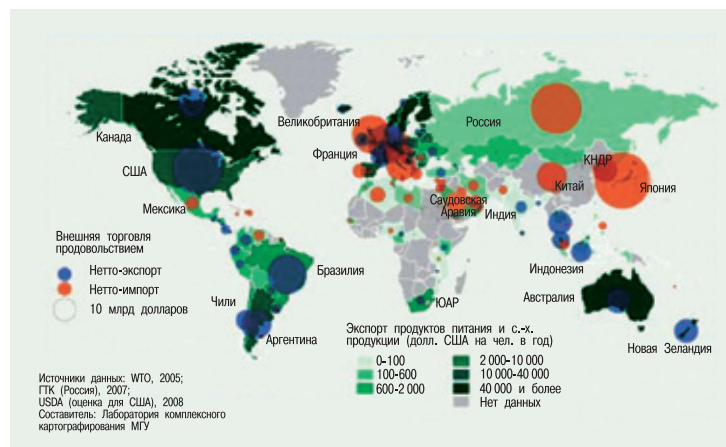 Канада
Великобритания
Россия
США
Франция
КНДР
Китай
Япония
Мексика
Саудовская
Аравия
Индия
Внешняя торговля
продовольствием
Нетто-экспорт
Нетто-импорт
10 млрд долларов
Бразилия
Индонезия
Чили
ЮАР
Австралия
Аргентина
Новая Зеландия
Экспорт продуктов питания и с.-х.
продукции (долл. США на чел. в год)
0-100
100-600
600-2 000
2 000-10 000
10 000-40 000
40 000 и более
Нет данных
Источники данных: WTO, 2005;
ГТК (Россия), 2007;
USDA (оценка для США), 2008
Составитель: Лаборатория комплексного
картографирования МГУ